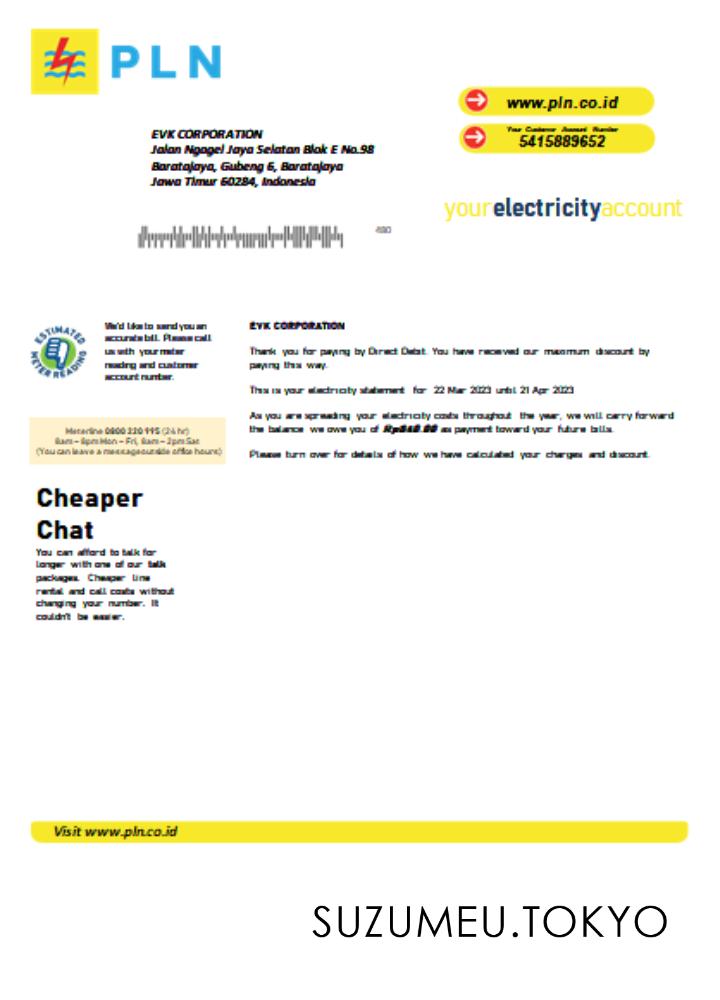 PLN
www.pln.co.id
Your Customer Account Number
5415889652
EVK CORPORATION
Jalan Ngagel Jaya Selatan Blok E No.98
Baratajaya, Gubeng 6, Baratajaya
Jawa Timur 60284, Indonesia
yourelectricityaccount
480
ESTIMATED
METER READING
We'd like to send you an
accurate bill. Please call
us with your meter
reading and customer
account number.
Meterline 0800 320 995 (24 hr)
8am – 8pm Mon – Fri, 8am – 2pm Sat
(You can leave a message outside office hours)
Cheaper
Chat
You can afford to talk for
longer with one of our talk
packages. Cheaper line
rental and call costs without
changing your number. It
couldn't be easier.
EVK CORPORATION
Thank you for paying by Direct Debit. You have received our maximum discount by
paying this way.
This is your electricity statement for 22 Mar 2023 until 21 Apr 2023
As you are spreading your electricity costs throughout the year, we will carry forward
the balance we owe you of as payment toward your future bills.
Please turn over for details of how we have calculated your charges and discount.
Visit www.pln.co.id
SUZUMEU.TOKYO